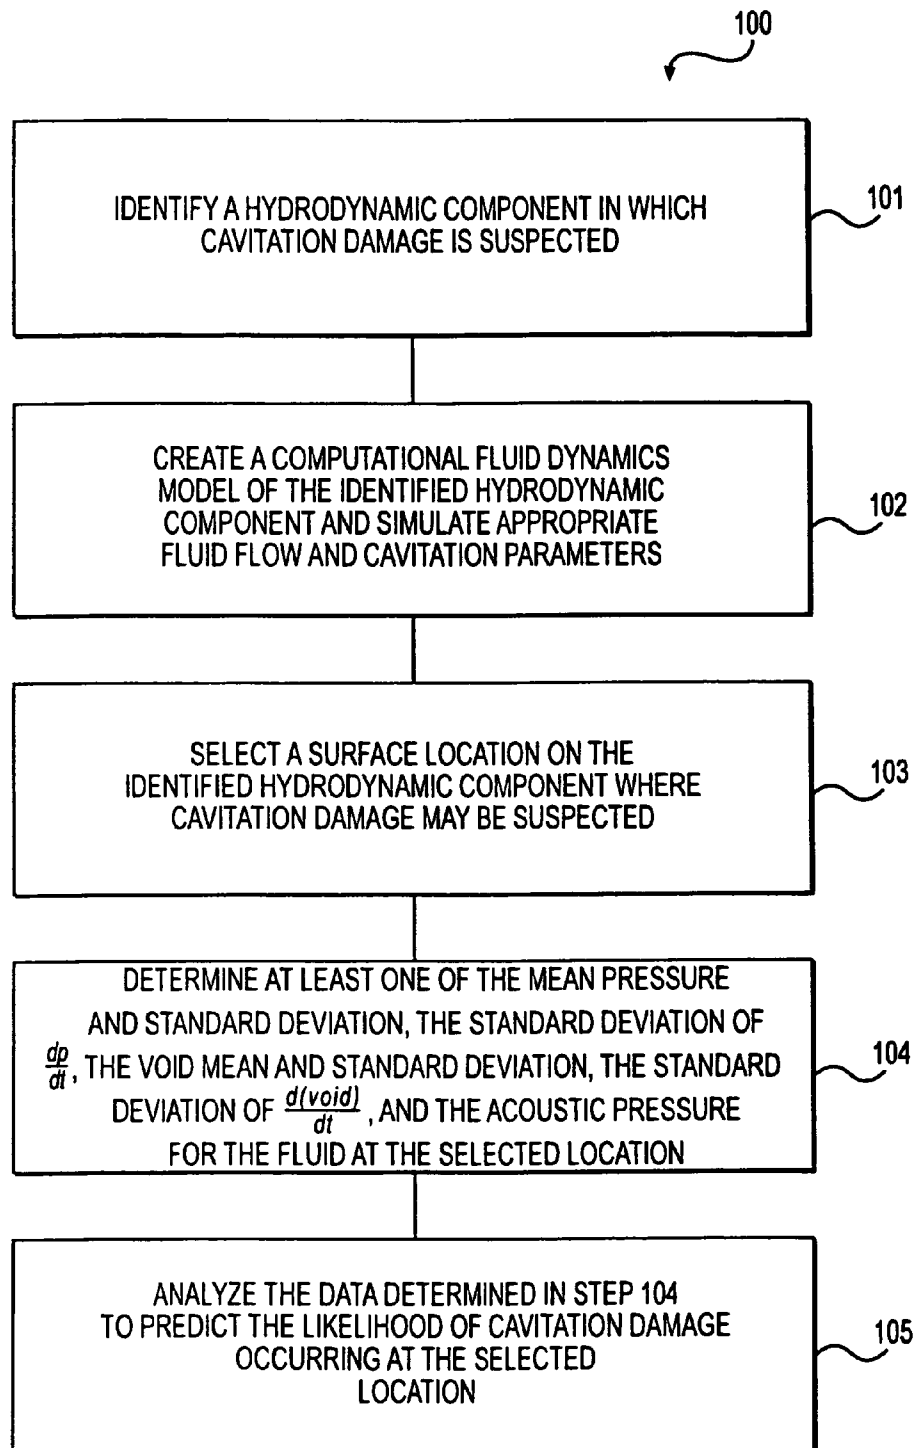 100
IDENTIFY A HYDRODYNAMIC COMPONENT IN WHICH
CAVITATION DAMAGE IS SUSPECTED
101
CREATE A COMPUTATIONAL FLUID DYNAMICS
MODEL OF THE IDENTIFIED HYDRODYNAMIC
COMPONENT AND SIMULATE APPROPRIATE
FLUID FLOW AND CAVITATION PARAMETERS
102
SELECT A SURFACE LOCATION ON THE
IDENTIFIED HYDRODYNAMIC COMPONENT WHERE
CAVITATION DAMAGE MAY BE SUSPECTED
103
DETERMINE AT LEAST ONE OF THE MEAN PRESSURE
AND STANDARD DEVIATION, THE STANDARD DEVIATION OF
dp/dt, THE VOID MEAN AND STANDARD DEVIATION, THE STANDARD
DEVIATION OF d(void)/dt, AND THE ACOUSTIC PRESSURE
FOR THE FLUID AT THE SELECTED LOCATION
104
ANALYZE THE DATA DETERMINED IN STEP 104
TO PREDICT THE LIKELIHOOD OF CAVITATION DAMAGE
OCCURRING AT THE SELECTED
LOCATION
105